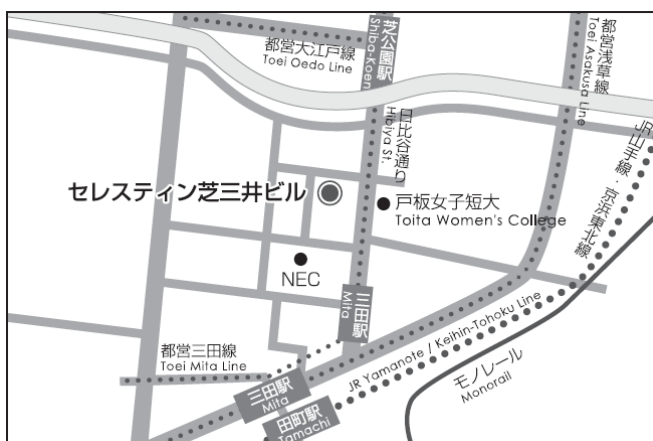 都営大江戸線
Toei Oedo Line
芝公園駅
Shiba-Koen
都営浅草線
Toei Asakusa Line
日比谷通り
Hibiya St.
JR山手線・京浜東北線
セレスティン芝三井ビル
戸板女子短大
Toita Women's College
NEC
三田駅
Mita
都営三田線
Toei Mita Line
三田駅
Mita
JR Yamanote / Keihin-Tohoku Line
モノレール
Monorail
田町駅
Tamachi